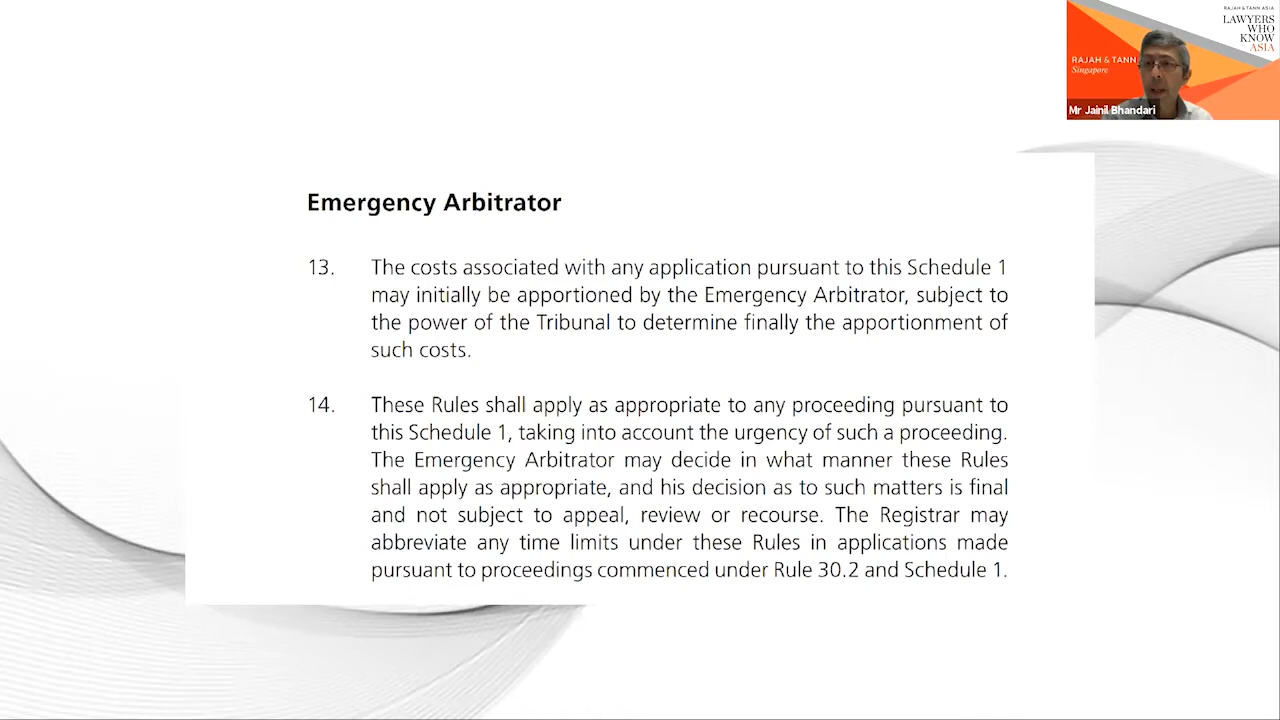 RAJAH & TANN ASIA
LAWYERS
WHO
KNOW
ASIA
RAJAH & TANN
Singapore
Mr Jainil Bhandari
Emergency Arbitrator
13. The costs associated with any application pursuant to this Schedule 1
may initially be apportioned by the Emergency Arbitrator, subject to
the power of the Tribunal to determine finally the apportionment of
such costs.
14. These Rules shall apply as appropriate to any proceeding pursuant to
this Schedule 1, taking into account the urgency of such a proceeding.
The Emergency Arbitrator may decide in what manner these Rules
shall apply as appropriate, and his decision as to such matters is final
and not subject to appeal, review or recourse. The Registrar may
abbreviate any time limits under these Rules in applications made
pursuant to proceedings commenced under Rule 30.2 and Schedule 1.